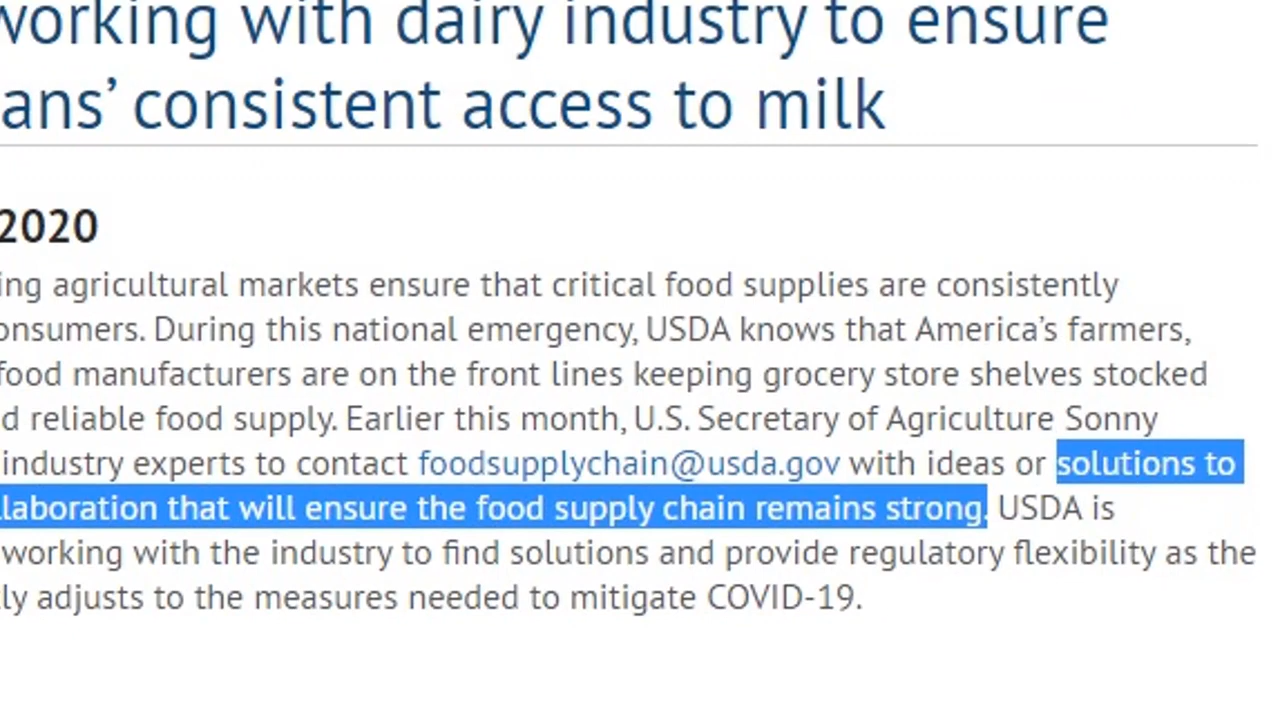 working with dairy industry to ensure
ans’ consistent access to milk
2020
ing agricultural markets ensure that critical food supplies are consistently
onsumers. During this national emergency, USDA knows that America’s farmers,
food manufacturers are on the front lines keeping grocery store shelves stocked
d reliable food supply. Earlier this month, U.S. Secretary of Agriculture Sonny
industry experts to contact foodsupplychain@usda.gov with ideas or solutions to
llaboration that will ensure the food supply chain remains strong. USDA is
working with the industry to find solutions and provide regulatory flexibility as the
ly adjusts to the measures needed to mitigate COVID-19.